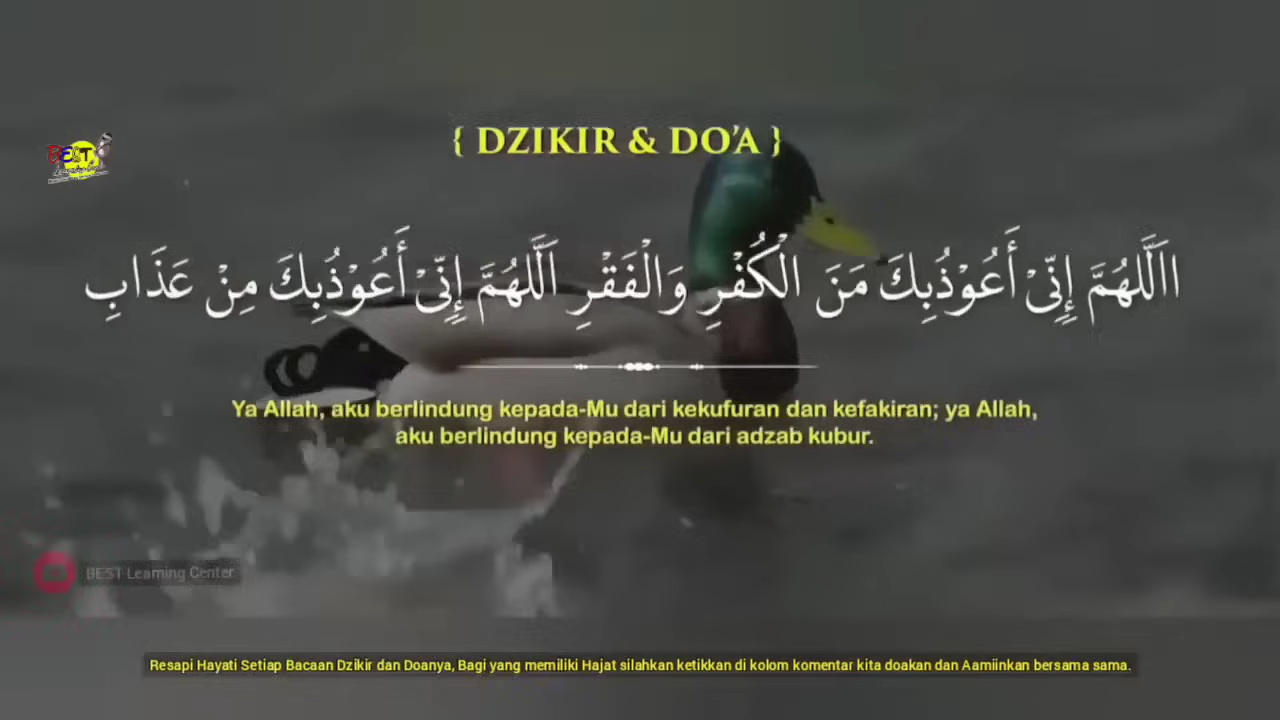 { DZIKIR & DO'A }
BEST
االَلَّهُمَّ إِنِّيْ أَعُوْذُبِكَ مَنَ الْكُفْرِ وَالْفَقْرِ اَللَّهُمَّ إِنِّيْ أَعُوْذُبِكَ مِنْ عَذَابِ
Ya Allah, aku berlindung kepada-Mu dari kekufuran dan kefakiran; ya Allah,
aku berlindung kepada-Mu dari adzab kubur.
BEST Learning Center
Resapi Hayati Setiap Bacaan Dzikir dan Doanya, Bagi yang memiliki Hajat silahkan ketikkan di kolom komentar kita doakan dan Aamiinkan bersama sama.